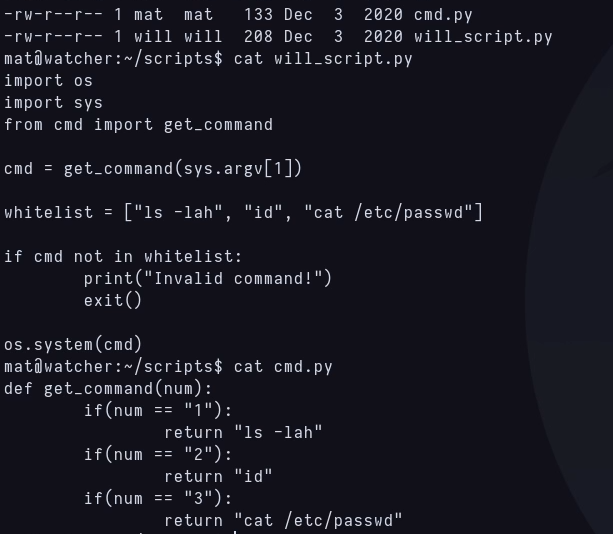 -rw-r--r-- 1 mat  mat   133 Dec  3  2020 cmd.py
-rw-r--r-- 1 will will  208 Dec  3  2020 will_script.py
mat@watcher:~/scripts$ cat will_script.py
import os
import sys
from cmd import get_command

cmd = get_command(sys.argv[1])

whitelist = ["ls -lah", "id", "cat /etc/passwd"]

if cmd not in whitelist:
        print("Invalid command!")
        exit()

os.system(cmd)
mat@watcher:~/scripts$ cat cmd.py
def get_command(num):
        if(num == "1"):
                return "ls -lah"
        if(num == "2"):
                return "id"
        if(num == "3"):
                return "cat /etc/passwd"